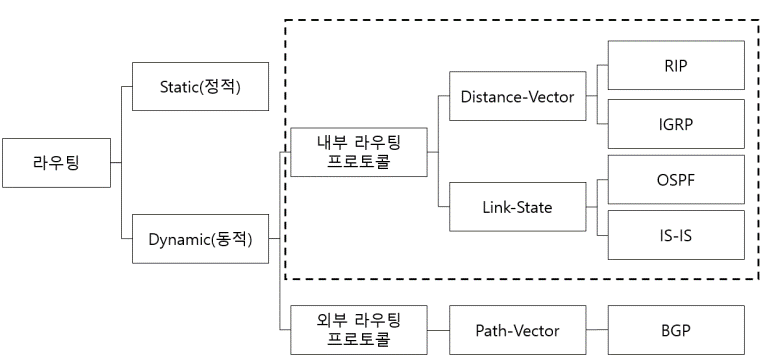 라우팅
Static(정적)
Dynamic(동적)
내부 라우팅
프로토콜
Distance-Vector
RIP
IGRP
Link-State
OSPF
IS-IS
외부 라우팅
프로토콜
Path-Vector
BGP